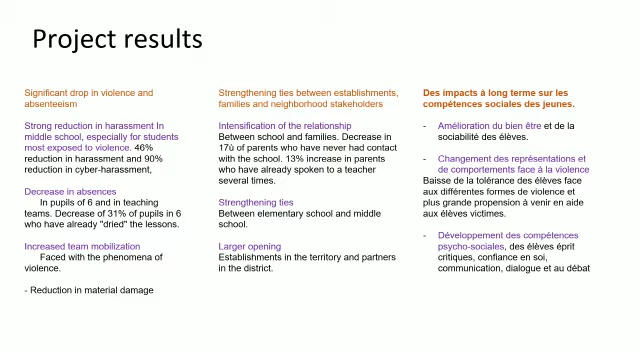 Project results
Significant drop in violence and
absenteeism
Strong reduction in harassment In
middle school, especially for students
most exposed to violence. 46%
reduction in harassment and 90%
reduction in cyber-harassment,
Decrease in absences
In pupils of 6 and in teaching
teams. Decrease of 31% of pupils in 6
who have already "dried" the lessons.
Increased team mobilization
Faced with the phenomena of
violence.
- Reduction in material damage
Strengthening ties between establishments,
families and neighborhood stakeholders
Intensification of the relationship
Between school and families. Decrease in
17ù of parents who have never had contact
with the school. 13% increase in parents
who have already spoken to a teacher
several times.
Strengthening ties
Between elementary school and middle
school.
Larger opening
Establishments in the territory and partners
in the district.
Des impacts à long terme sur les
compétences sociales des jeunes.
- Amélioration du bien être et de la
sociabilité des élèves.
- Changement des représentations et
de comportements face à la violence
Baisse de la tolérance des élèves face
aux différentes formes de violence et
plus grande propension à venir en aide
aux élèves victimes.
- Développement des compétences
psycho-sociales, des élèves éprit
critiques, confiance en soi,
communication, dialogue et au débat